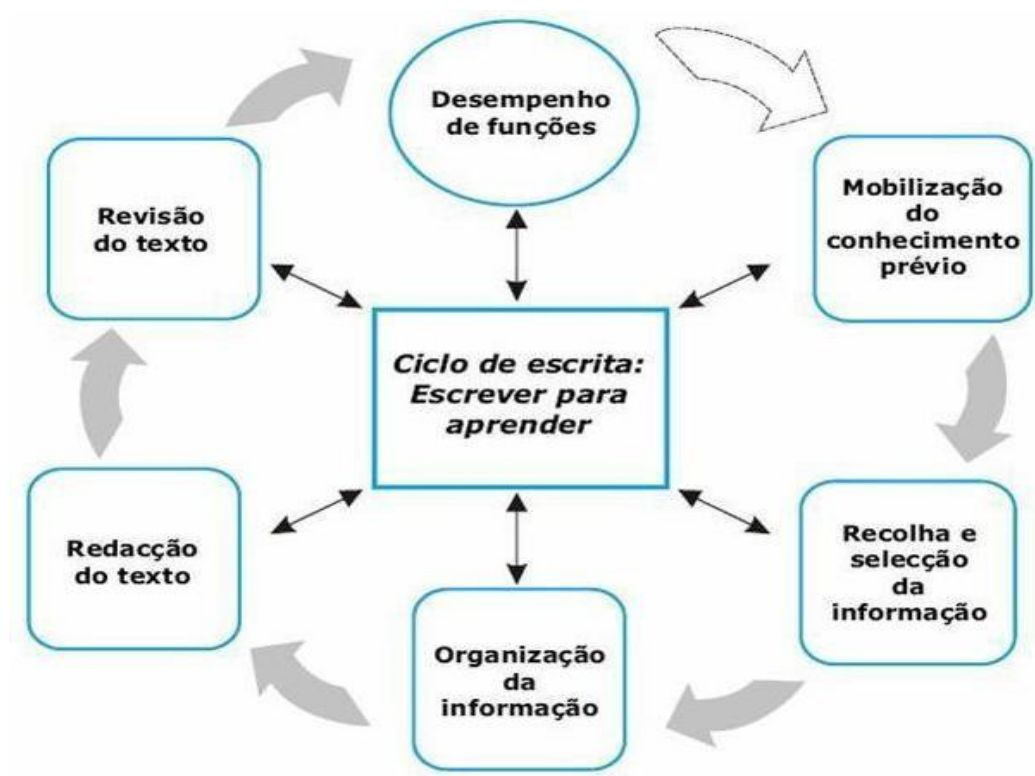 Desempenho
de funções
Mobilização
do
conhecimento
prévio
Recolha e
selecção
da
informação
Organização
da
informação
Redacção
do texto
Revisão
do texto
Ciclo de escrita:
Escrever para
aprender